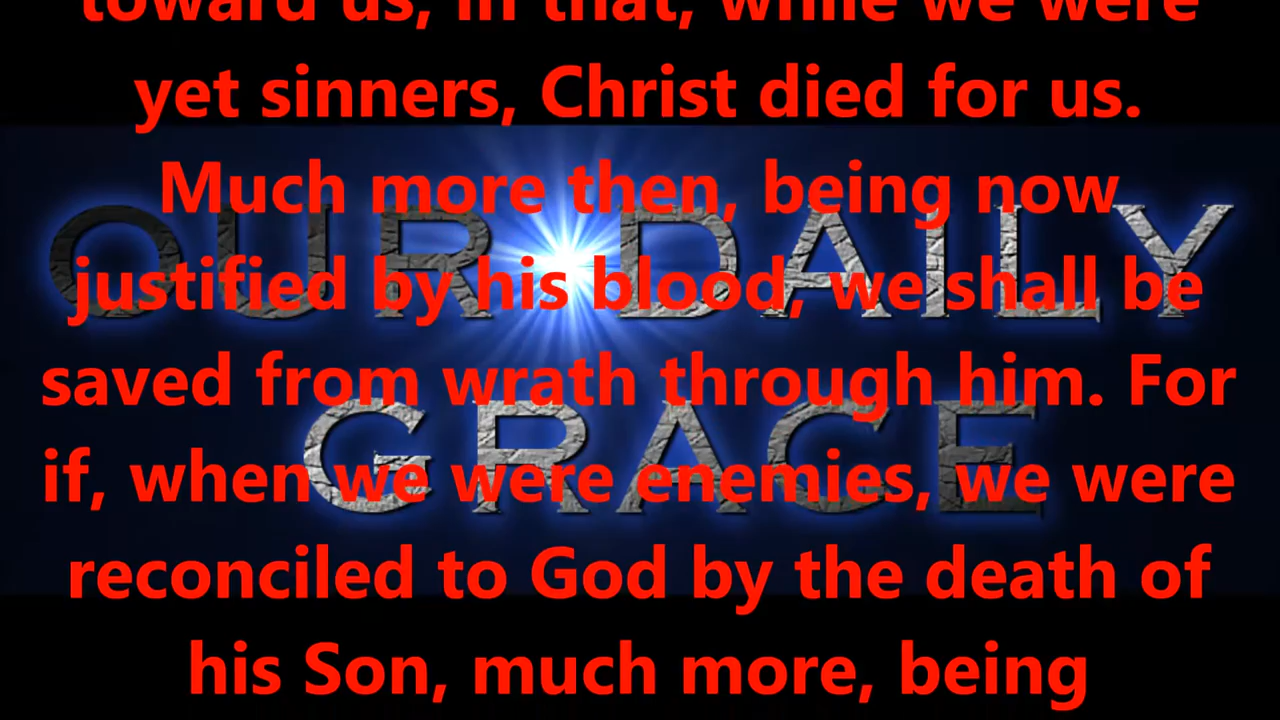 toward us, in that, while we were
yet sinners, Christ died for us.
Much more then, being now
OUR DAILY
justified by his blood, we shall be
saved from wrath through him. For
GRACE
if, when we were enemies, we were
reconciled to God by the death of
his Son, much more, being